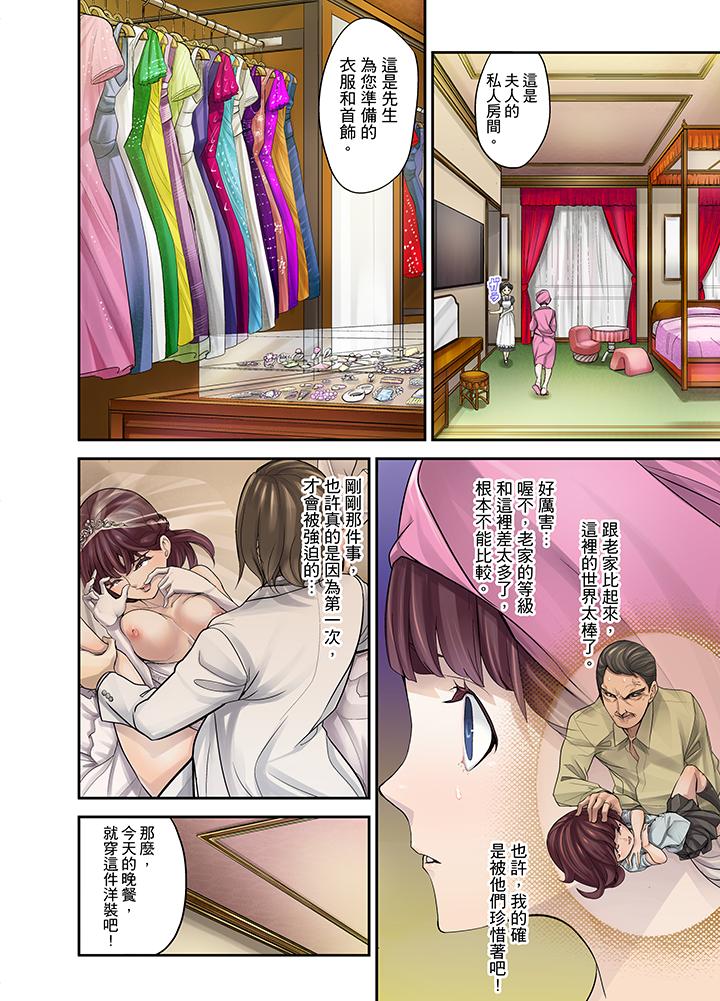 這是
夫人的
私人房間。
ピカッ
這是先生
為您準備的
衣服和首飾。
跟老家比起來，
這裡的世界太棒了。
好厲害…
喔不，老家的等級
和這裡差太多了，
根本不能比較。
也許，我的確
是被他們珍惜著吧！
剛剛那件事，
也許真的是因為第一次，
才會被強迫的…
那麼，
今天的晚餐，
就穿這件洋裝吧！